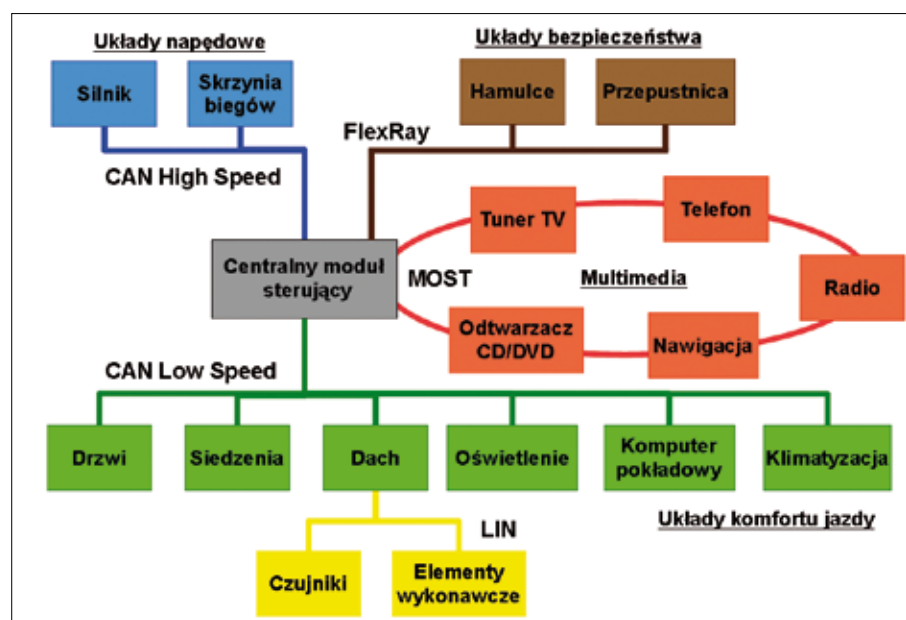 Układy napędowe
Układy bezpieczeństwa
Silnik
Skrzynia
biegów
Hamulce
Przepustnica
FlexRay
CAN High Speed
Tuner TV
Telefon
Centralny moduł
sterujący
MOST
Multimedia
Radio
Odtwarzacz
CD/DVD
Nawigacja
CAN Low Speed
Drzwi
Siedzenia
Dach
Oświetlenie
Komputer
pokładowy
Klimatyzacja
Układy komfortu jazdy
LIN
Czujniki
Elementy
wykonawcze